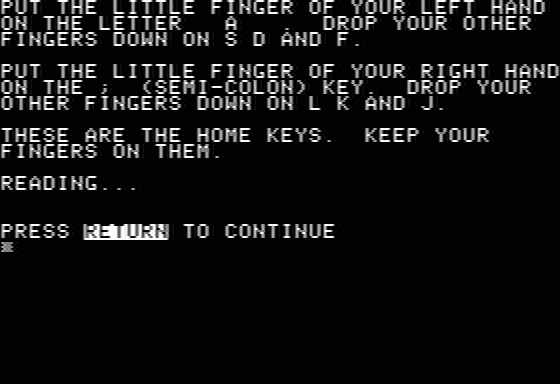 PUT THE LITTLE FINGER OF YOUR LEFT HAND
ON THE LETTER   A   .  DROP YOUR OTHER
FINGERS DOWN ON S D AND F.
PUT THE LITTLE FINGER OF YOUR RIGHT HAND
ON THE ;  (SEMI-COLON) KEY.  DROP YOUR
OTHER FINGERS DOWN ON L K AND J.
THESE ARE THE HOME KEYS.  KEEP YOUR
FINGERS ON THEM.
READING...
PRESS RETURN TO CONTINUE